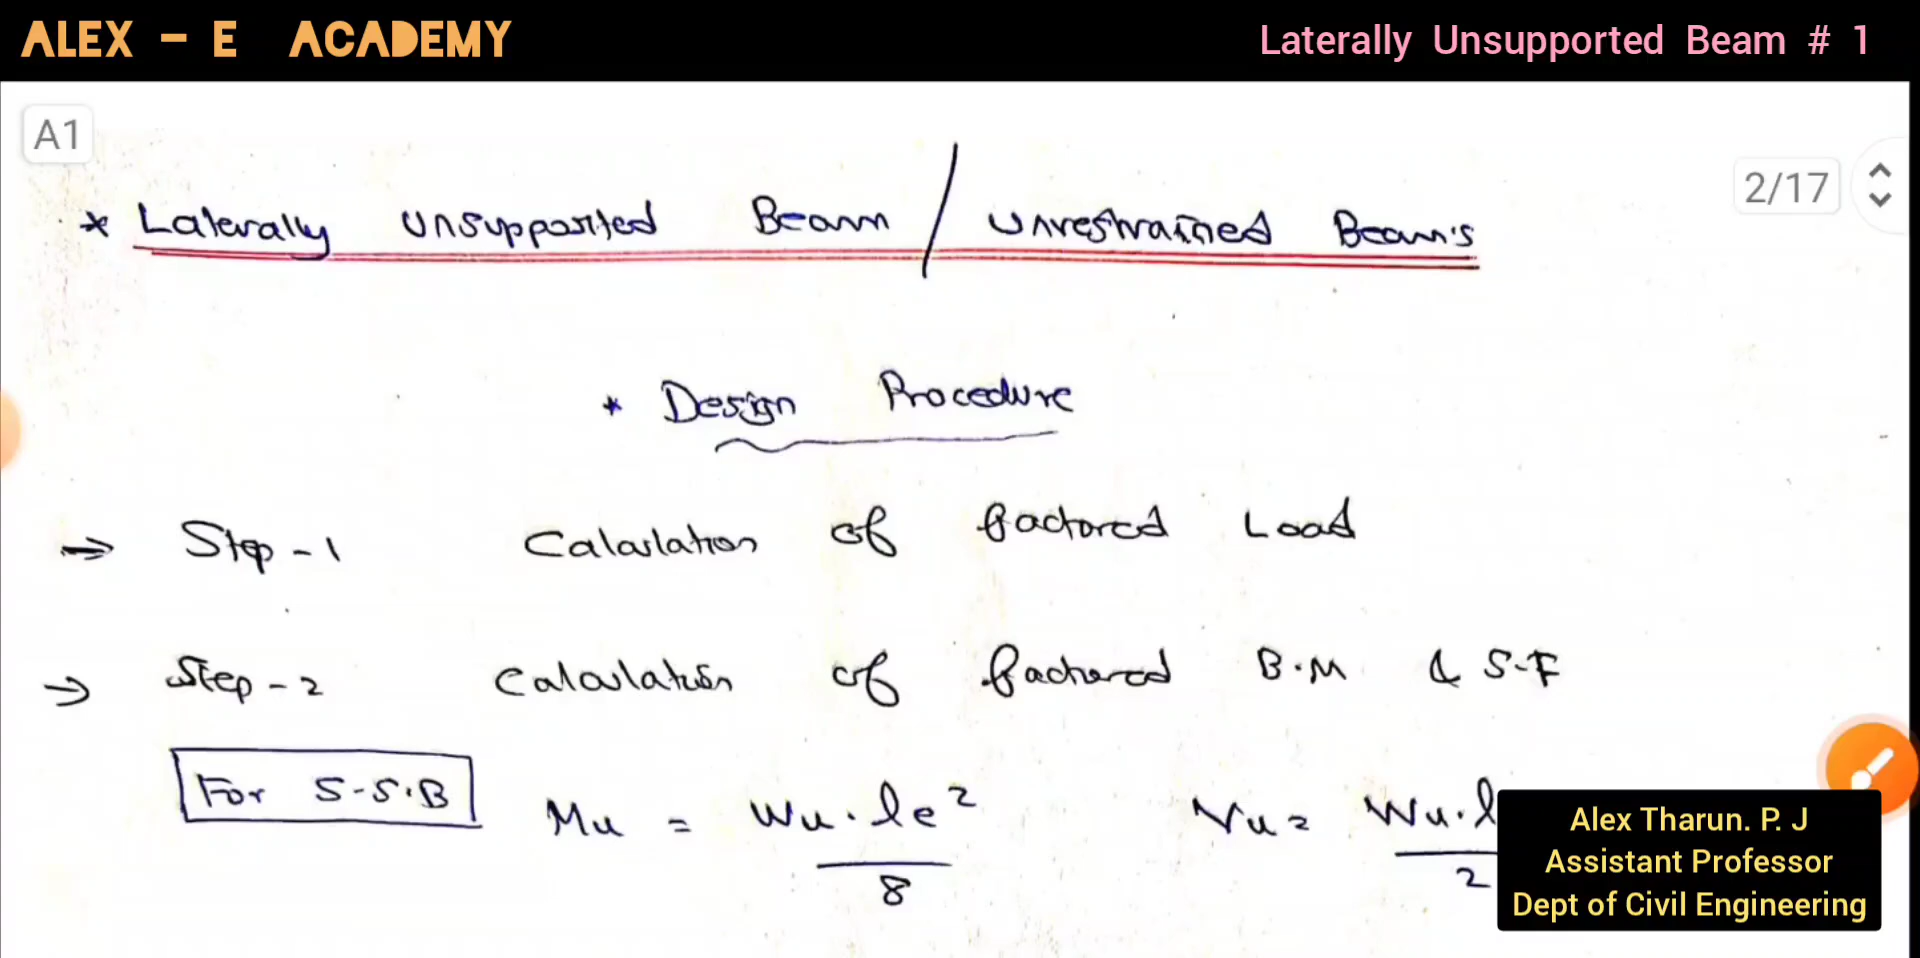 ALEX - E ACADEMY
Laterally Unsupported Beam # 1
A1
2/17
* Laterally Unsupported Beam / Unrestrained Beam's
* Design Procedure
→ Step - 1 Calculation of factored Load
→ Step - 2 Calculation of factored B.M & S.F
For S.S.B Mu = Wu.le²/8 Vu = Wu.l/2
Alex Tharun. P. J
Assistant Professor
Dept of Civil Engineering